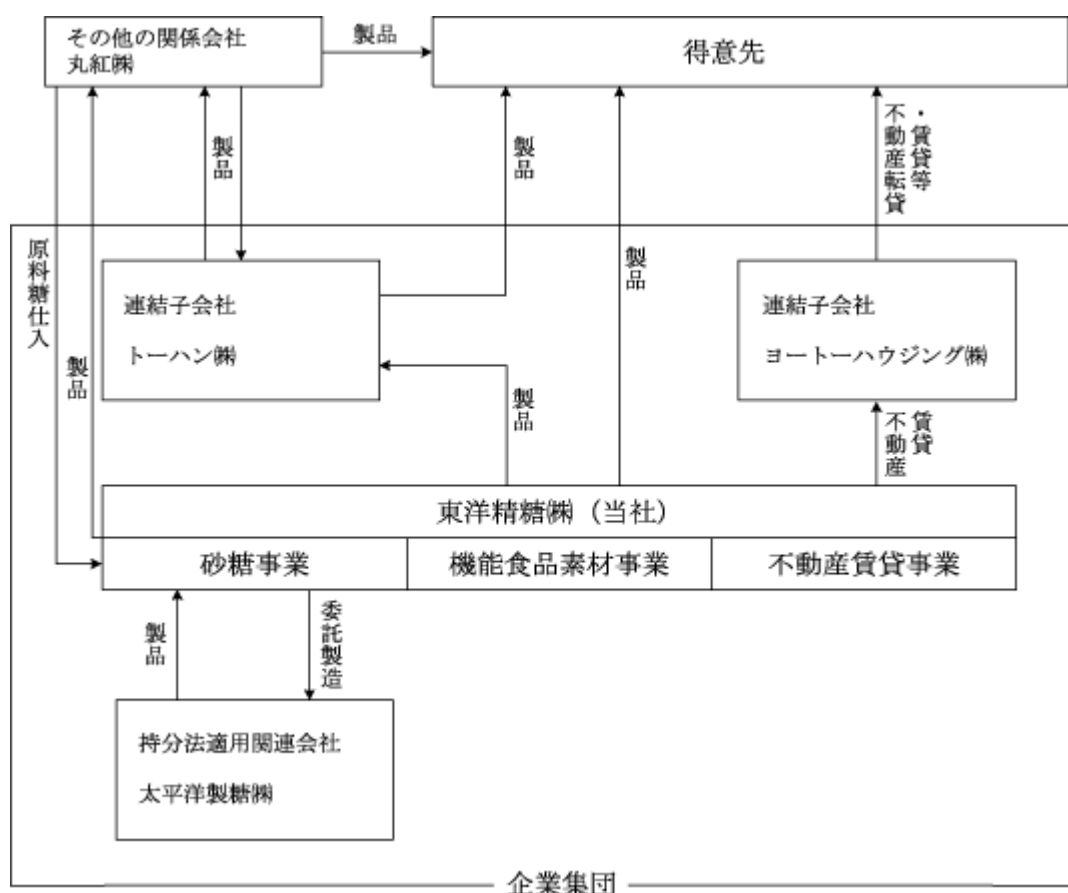 その他の関係会社
丸紅㈱
製品
得意先
製品
製品
不動産転貸
・賃貸等
原料糖仕入
製品
製品
連結子会社
トーハン㈱
連結子会社
ヨートーハウジング㈱
製品
不動産
賃貸
東洋精糖㈱（当社）
砂糖事業
機能食品素材事業
不動産賃貸事業
製品
委託製造
持分法適用関連会社
太平洋製糖㈱
企業集団